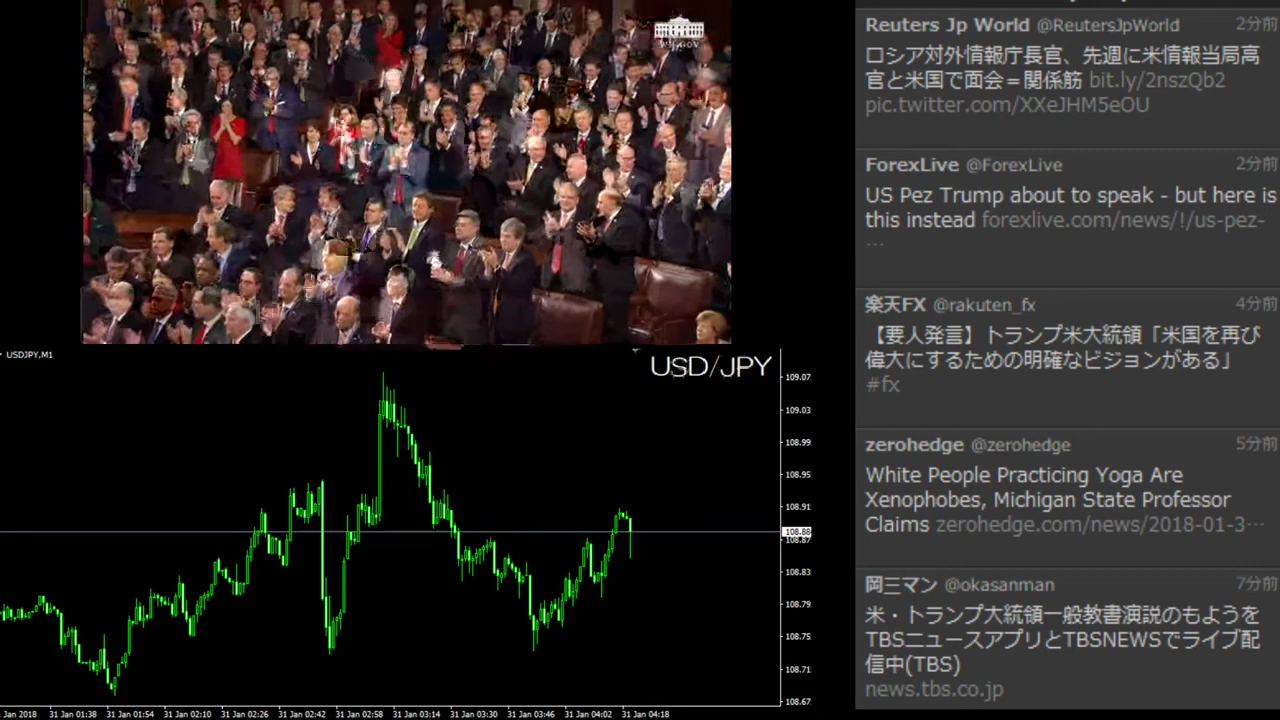 wh.gov
USDJPY,M1
USD/JPY
109.07
109.03
108.99
108.95
108.91
108.88
108.87
108.83
108.79
108.75
108.71
108.67
Jan 2018
31 Jan 01:38
31 Jan 01:54
31 Jan 02:10
31 Jan 02:26
31 Jan 02:42
31 Jan 02:58
31 Jan 03:14
31 Jan 03:30
31 Jan 03:46
31 Jan 04:02
31 Jan 04:18
Reuters Jp World @ReutersJpWorld 2分前
ロシア対外情報庁長官、先週に米情報当局高
官と米国で面会＝関係筋 bit.ly/2nszQb2
pic.twitter.com/XXeJHM5eOU
ForexLive @ForexLive 2分前
US Pez Trump about to speak - but here is
this instead forexlive.com/news/!/us-pez-
…
楽天FX @rakuten_fx 4分前
【要人発言】トランプ米大統領「米国を再び
偉大にするための明確なビジョンがある」
#fx
zerohedge @zerohedge 5分前
White People Practicing Yoga Are
Xenophobes, Michigan State Professor
Claims zerohedge.com/news/2018-01-3…
岡三マン @okasanman 7分前
米・トランプ大統領一般教書演説のもようを
TBSニュースアプリとTBSNEWSでライブ配
信中(TBS)
news.tbs.co.jp